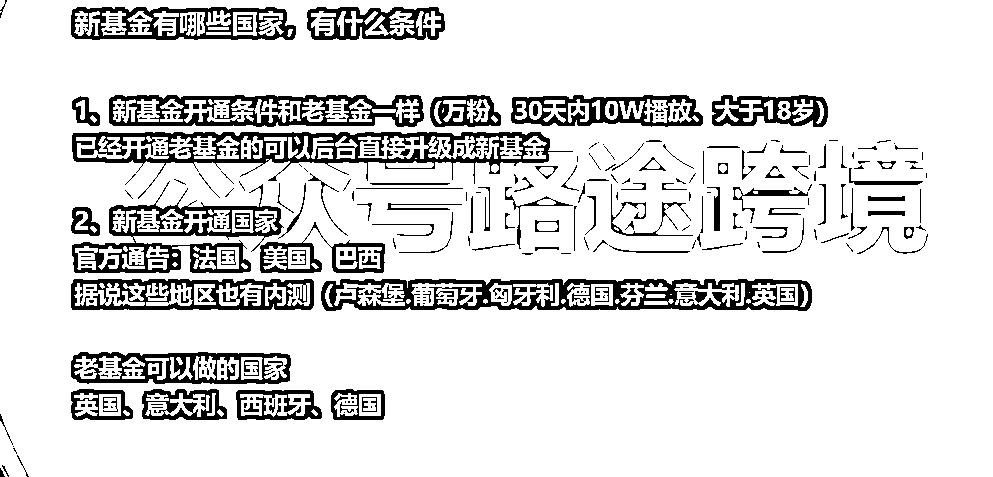 新基金有哪些国家，有什么条件
1、新基金开通条件和老基金一样（万粉、30天内10W播放、大于18岁）
已经开通老基金的可以后台直接升级成新基金
公众号路途跨境
2、新基金开通国家
官方通告：法国、美国、巴西
据说这些地区也有内测（卢森堡.葡萄牙.匈牙利.德国.芬兰.意大利.英国）
老基金可以做的国家
英国、意大利、西班牙、德国